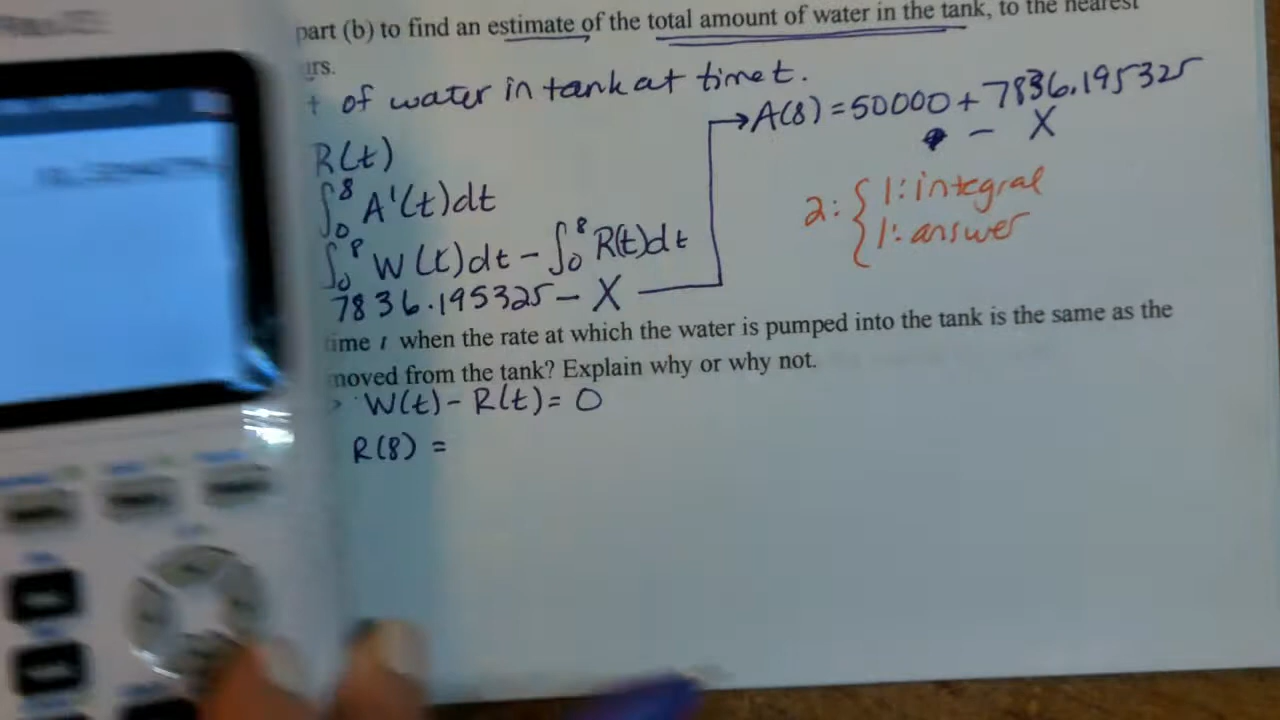 part (b) to find an estimate of the total amount of water in the tank, to the nearest
of water in tank at time t.
→ A(8) = 50000 + 7836.195325
- X
R(t)
∫₀⁸ A'(t)dt
2: { 1: integral
1: answer
∫₀⁸ W(t)dt - ∫₀⁸ R(t)dt
7836.195325 - X
time t when the rate at which the water is pumped into the tank is the same as the
moved from the tank? Explain why or why not.
W(t) - R(t) = 0
R(8) =